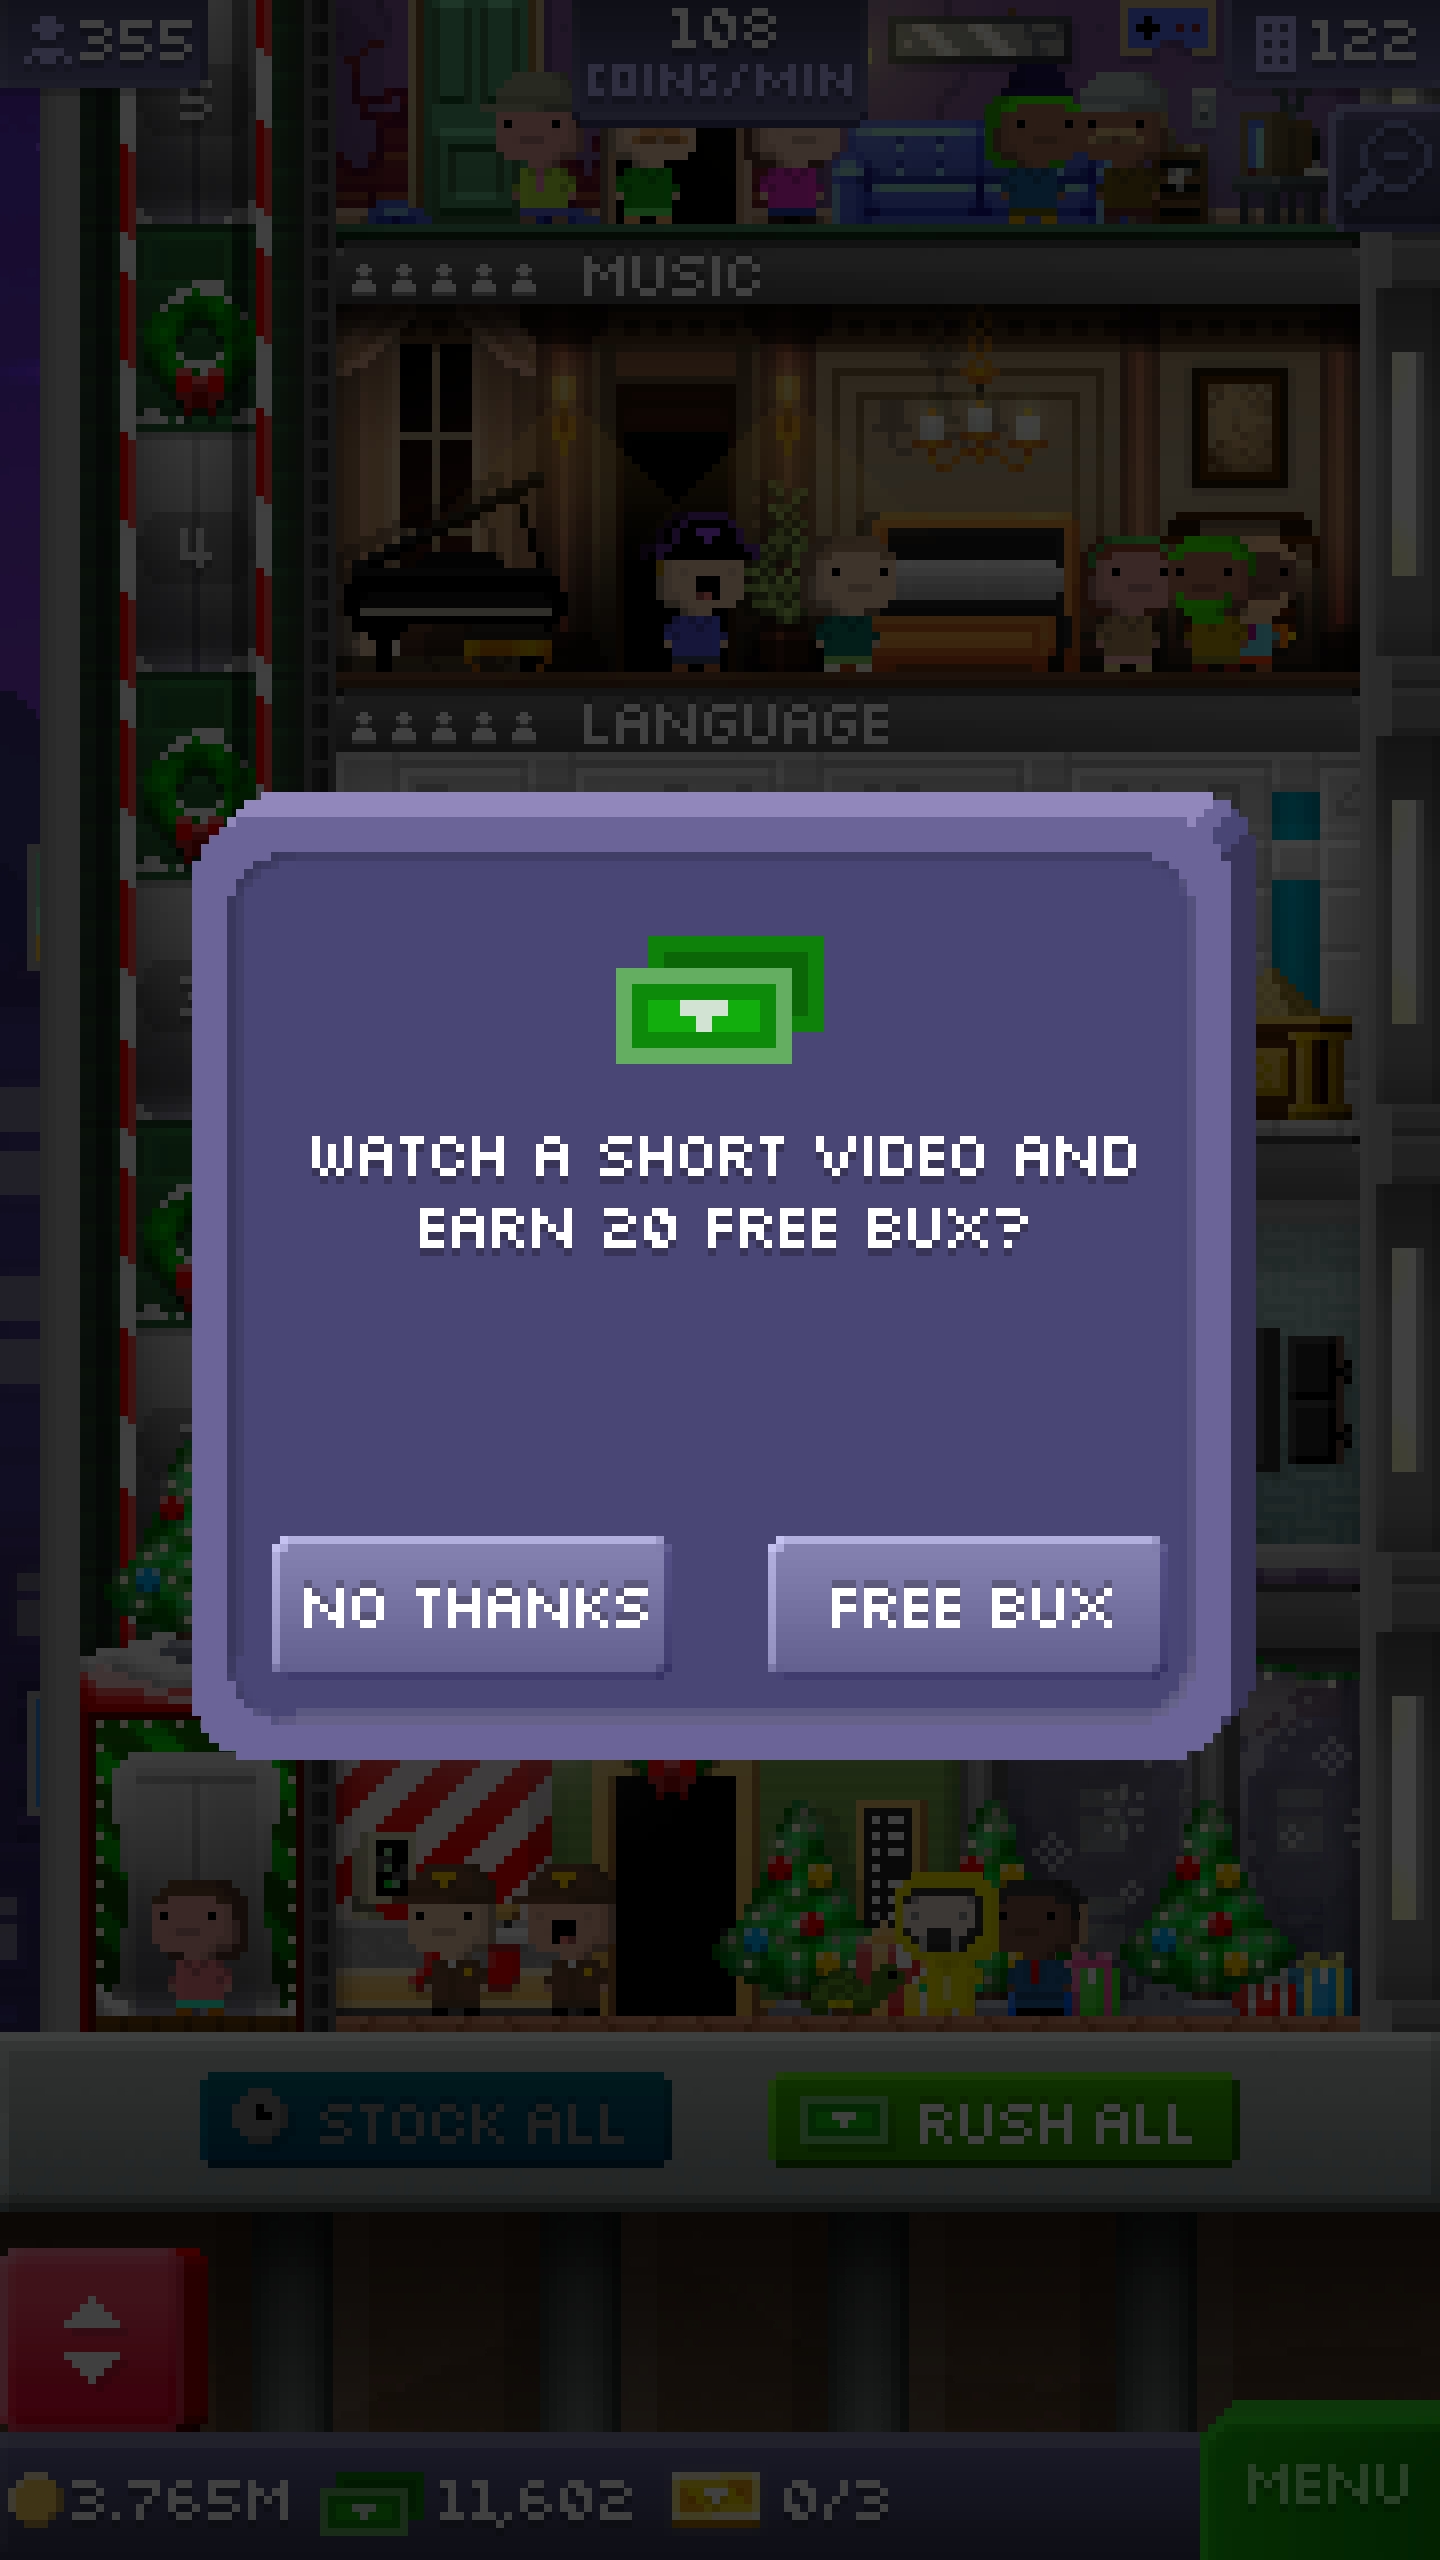 355
108
COINS/MIN
122
5
MUSIC
4
LANGUAGE
WATCH A SHORT VIDEO AND
EARN 20 FREE BUX?
NO THANKS
FREE BUX
STOCK ALL
RUSH ALL
3.765M
11,602
0/3
MENU